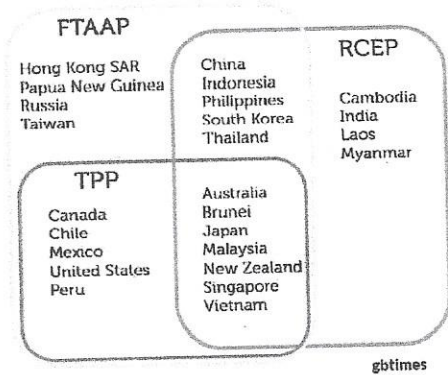 FTAAP
Hong Kong SAR
Papua New Guinea
Russia
Taiwan
China
Indonesia
Philippines
South Korea
Thailand
RCEP
Cambodia
India
Laos
Myanmar
TPP
Canada
Chile
Mexico
United States
Peru
Australia
Brunei
Japan
Malaysia
New Zealand
Singapore
Vietnam
gbtimes